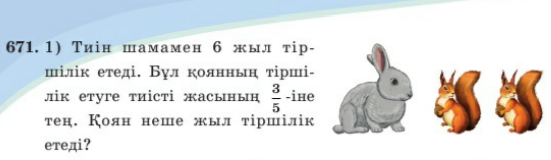 671. 1) Тиін шамамен 6 жыл тір-
шілік етеді. Бұл қоянның тірші-
лік етуге тиісті жасының 3/5 -іне
тең. Қоян неше жыл тіршілік
етеді?